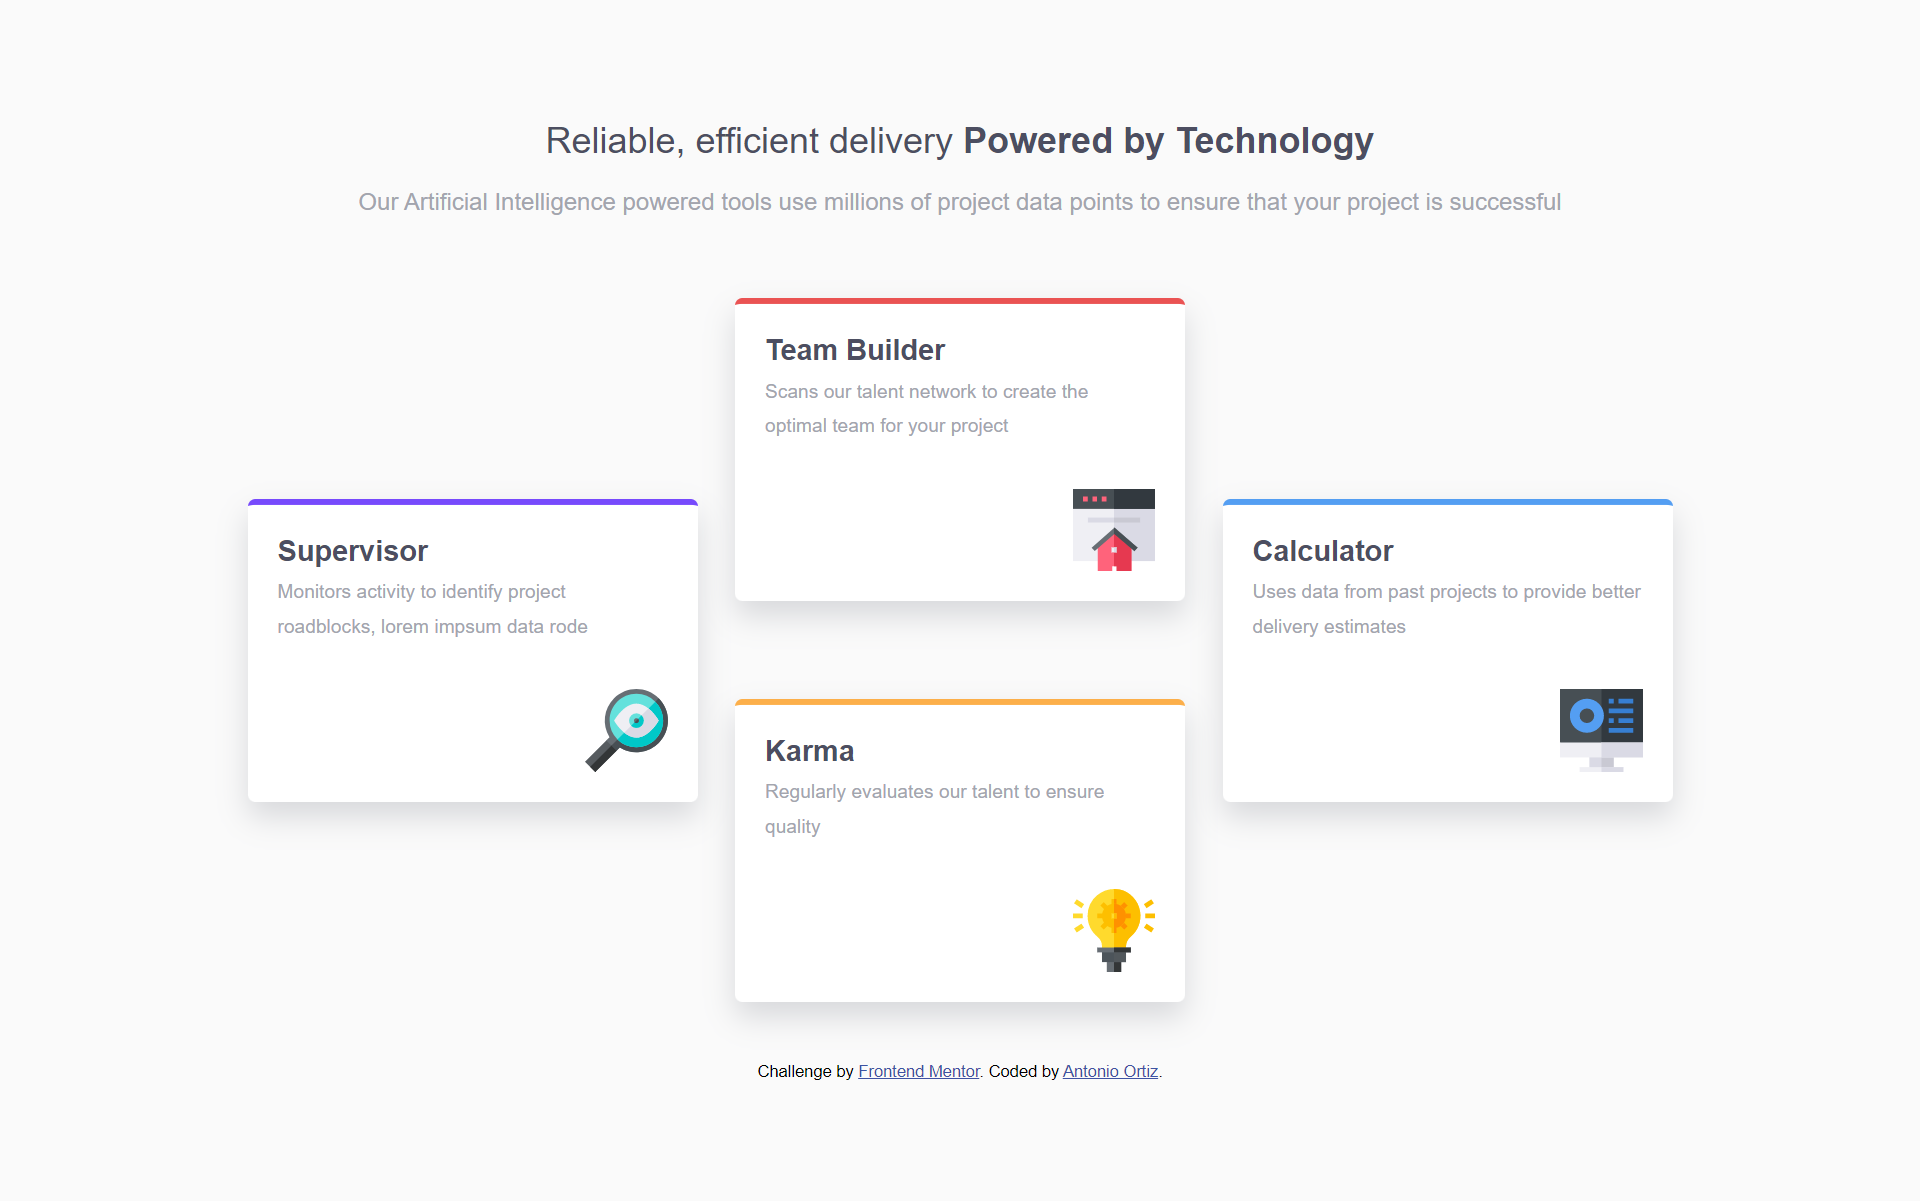 Reliable, efficient delivery Powered by Technology
Our Artificial Intelligence powered tools use millions of project data points to ensure that your project is successful
Team Builder
Scans our talent network to create the
optimal team for your project
Supervisor
Monitors activity to identify project
roadblocks, lorem impsum data rode
Calculator
Uses data from past projects to provide better
delivery estimates
Karma
Regularly evaluates our talent to ensure
quality
Challenge by Frontend Mentor. Coded by Antonio Ortiz.